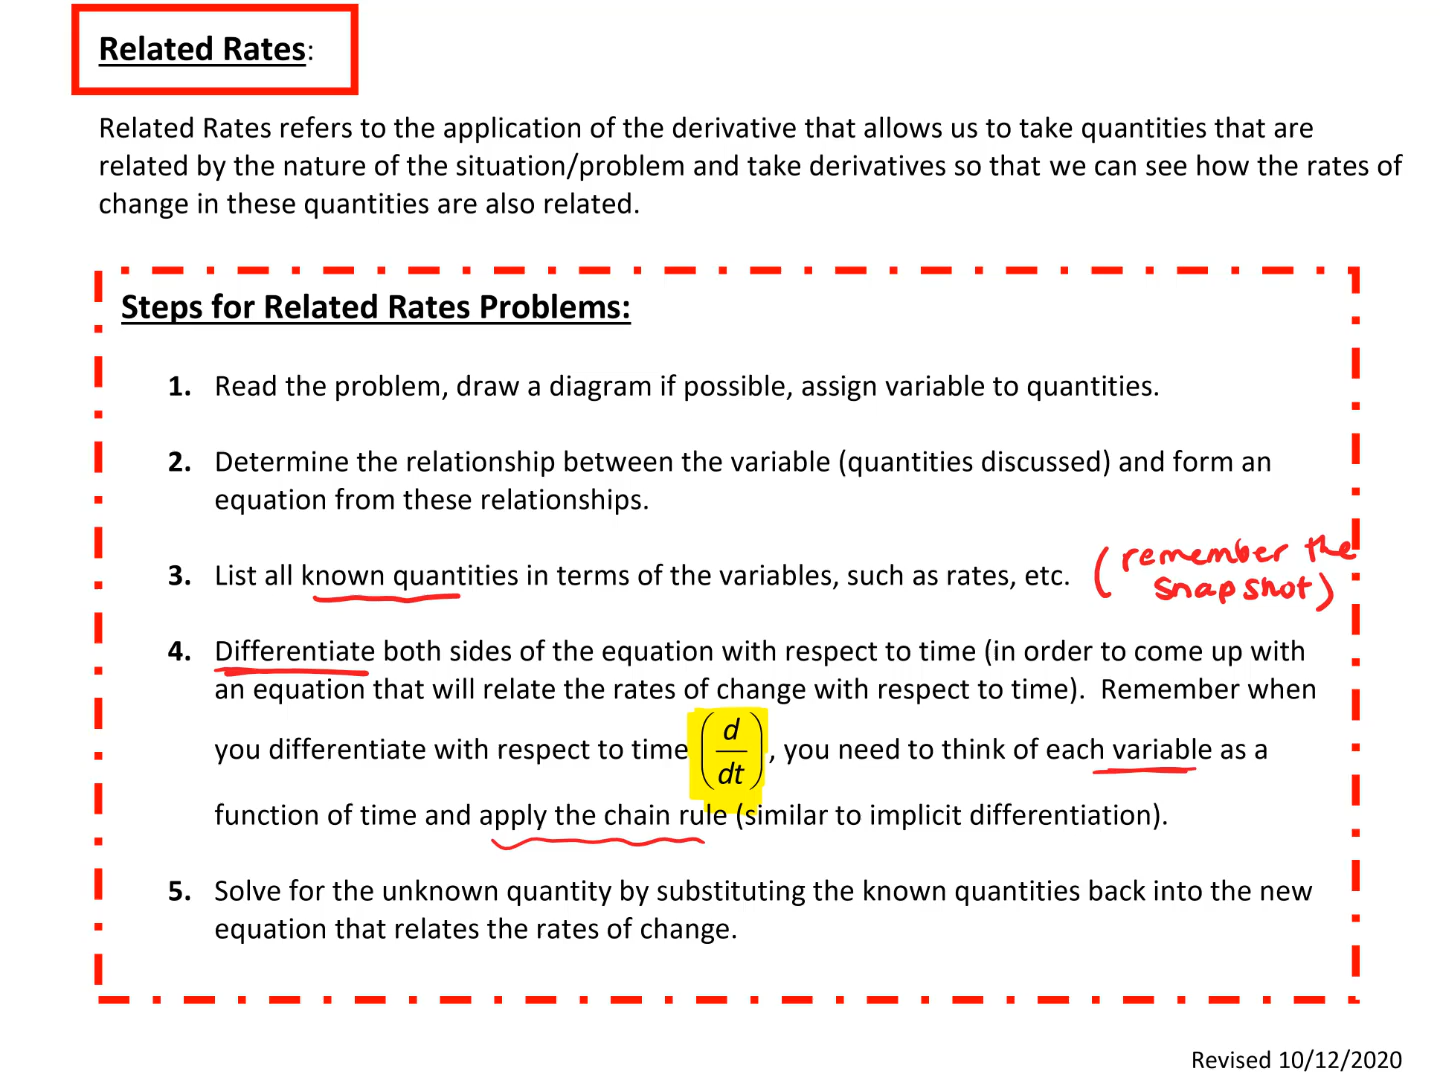 Related Rates:
Related Rates refers to the application of the derivative that allows us to take quantities that are
related by the nature of the situation/problem and take derivatives so that we can see how the rates of
change in these quantities are also related.
Steps for Related Rates Problems:
1. Read the problem, draw a diagram if possible, assign variable to quantities.
2. Determine the relationship between the variable (quantities discussed) and form an
equation from these relationships.
3. List all known quantities in terms of the variables, such as rates, etc. (remember the
snapshot)
4. Differentiate both sides of the equation with respect to time (in order to come up with
an equation that will relate the rates of change with respect to time). Remember when
you differentiate with respect to time (d/dt), you need to think of each variable as a
function of time and apply the chain rule (similar to implicit differentiation).
5. Solve for the unknown quantity by substituting the known quantities back into the new
equation that relates the rates of change.
Revised 10/12/2020